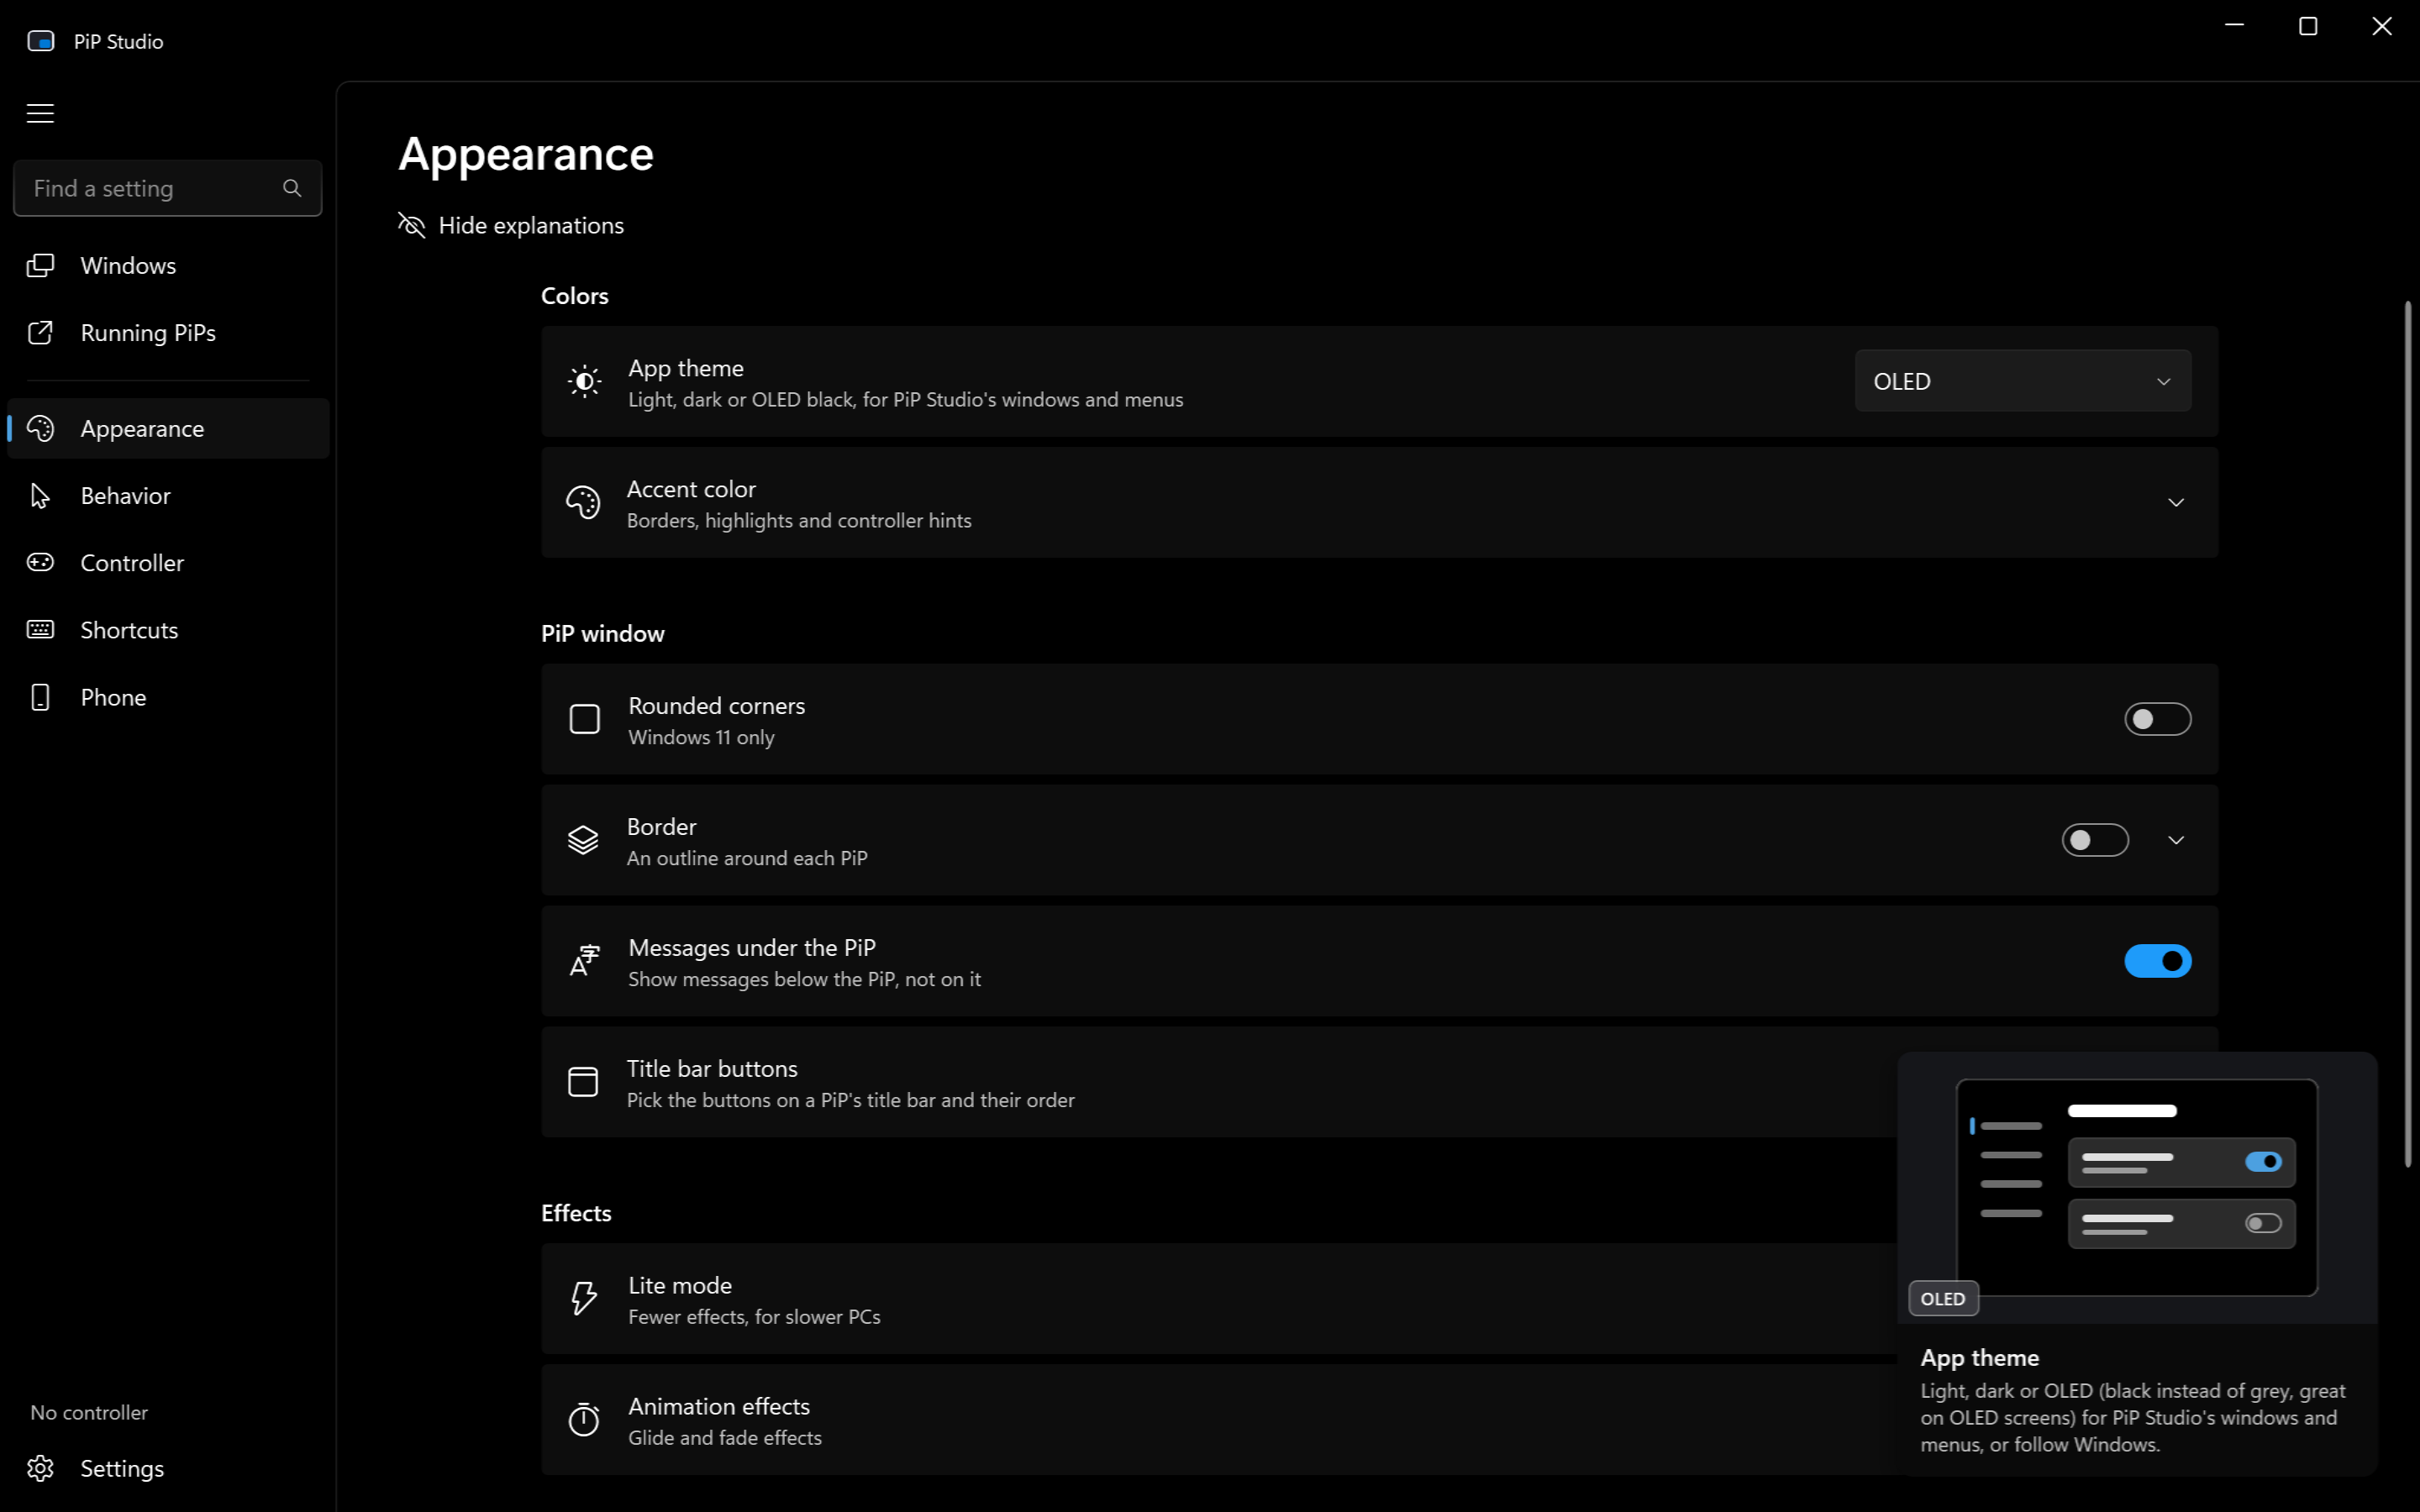 PiP Studio
Find a setting
Windows
Running PiPs
Appearance
Behavior
Controller
Shortcuts
Phone
No controller
Settings
Appearance
Hide explanations
Colors
App theme
Light, dark or OLED black, for PiP Studio's windows and menus
OLED
Accent color
Borders, highlights and controller hints
PiP window
Rounded corners
Windows 11 only
Border
An outline around each PiP
Messages under the PiP
Show messages below the PiP, not on it
Title bar buttons
Pick the buttons on a PiP's title bar and their order
Effects
Lite mode
Fewer effects, for slower PCs
Animation effects
Glide and fade effects
OLED
App theme
Light, dark or OLED (black instead of grey, great
on OLED screens) for PiP Studio's windows and
menus, or follow Windows.